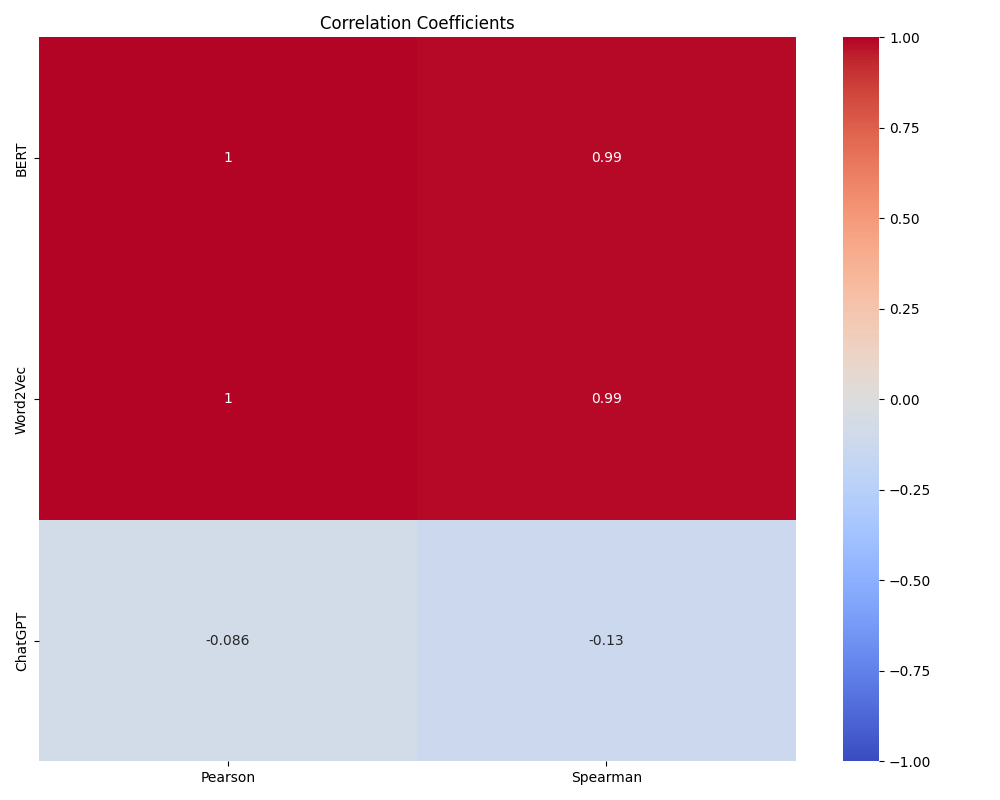 Correlation Coefficients
BERT
1
0.99
Word2Vec
1
0.99
ChatGPT
-0.086
-0.13
Pearson
Spearman
1.00
0.75
0.50
0.25
0.00
−0.25
−0.50
−0.75
−1.00